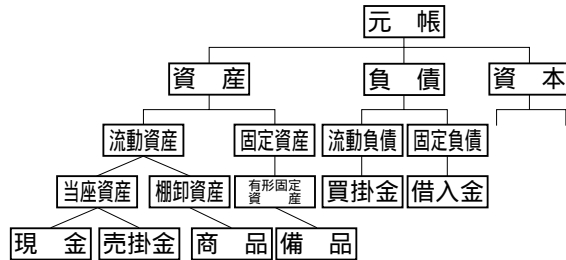 元　帳
資　産
負　債
資　本
流動資産
固定資産
流動負債
固定負債
当座資産
棚卸資産
有形固定
資　産
買掛金
借入金
現　金
売掛金
商　品
備　品